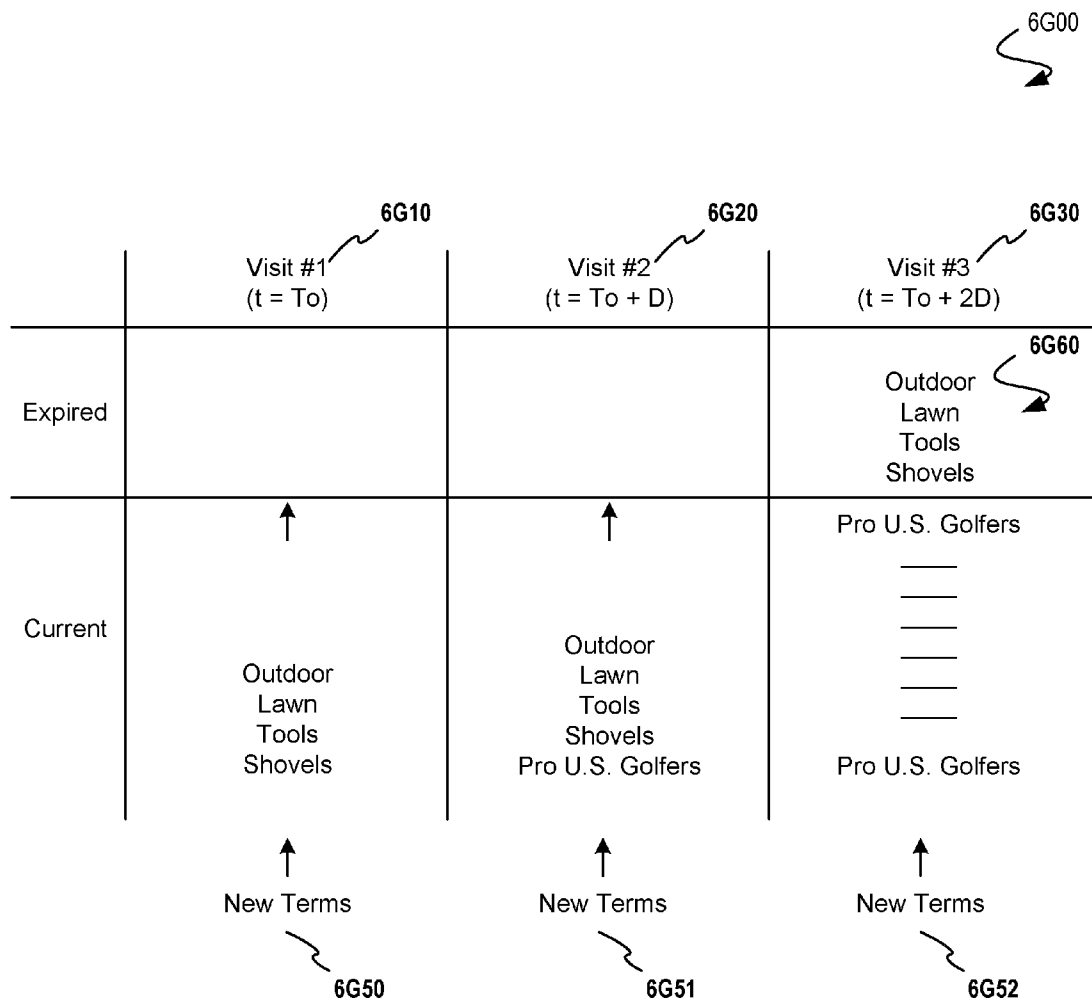 6G00
6G10
6G20
6G30
Visit #1
(t = To)
Visit #2
(t = To + D)
Visit #3
(t = To + 2D)
6G60
Expired
Outdoor
Lawn
Tools
Shovels
Current
Outdoor
Lawn
Tools
Shovels
Outdoor
Lawn
Tools
Shovels
Pro U.S. Golfers
Pro U.S. Golfers
Pro U.S. Golfers
New Terms
New Terms
New Terms
6G50
6G51
6G52